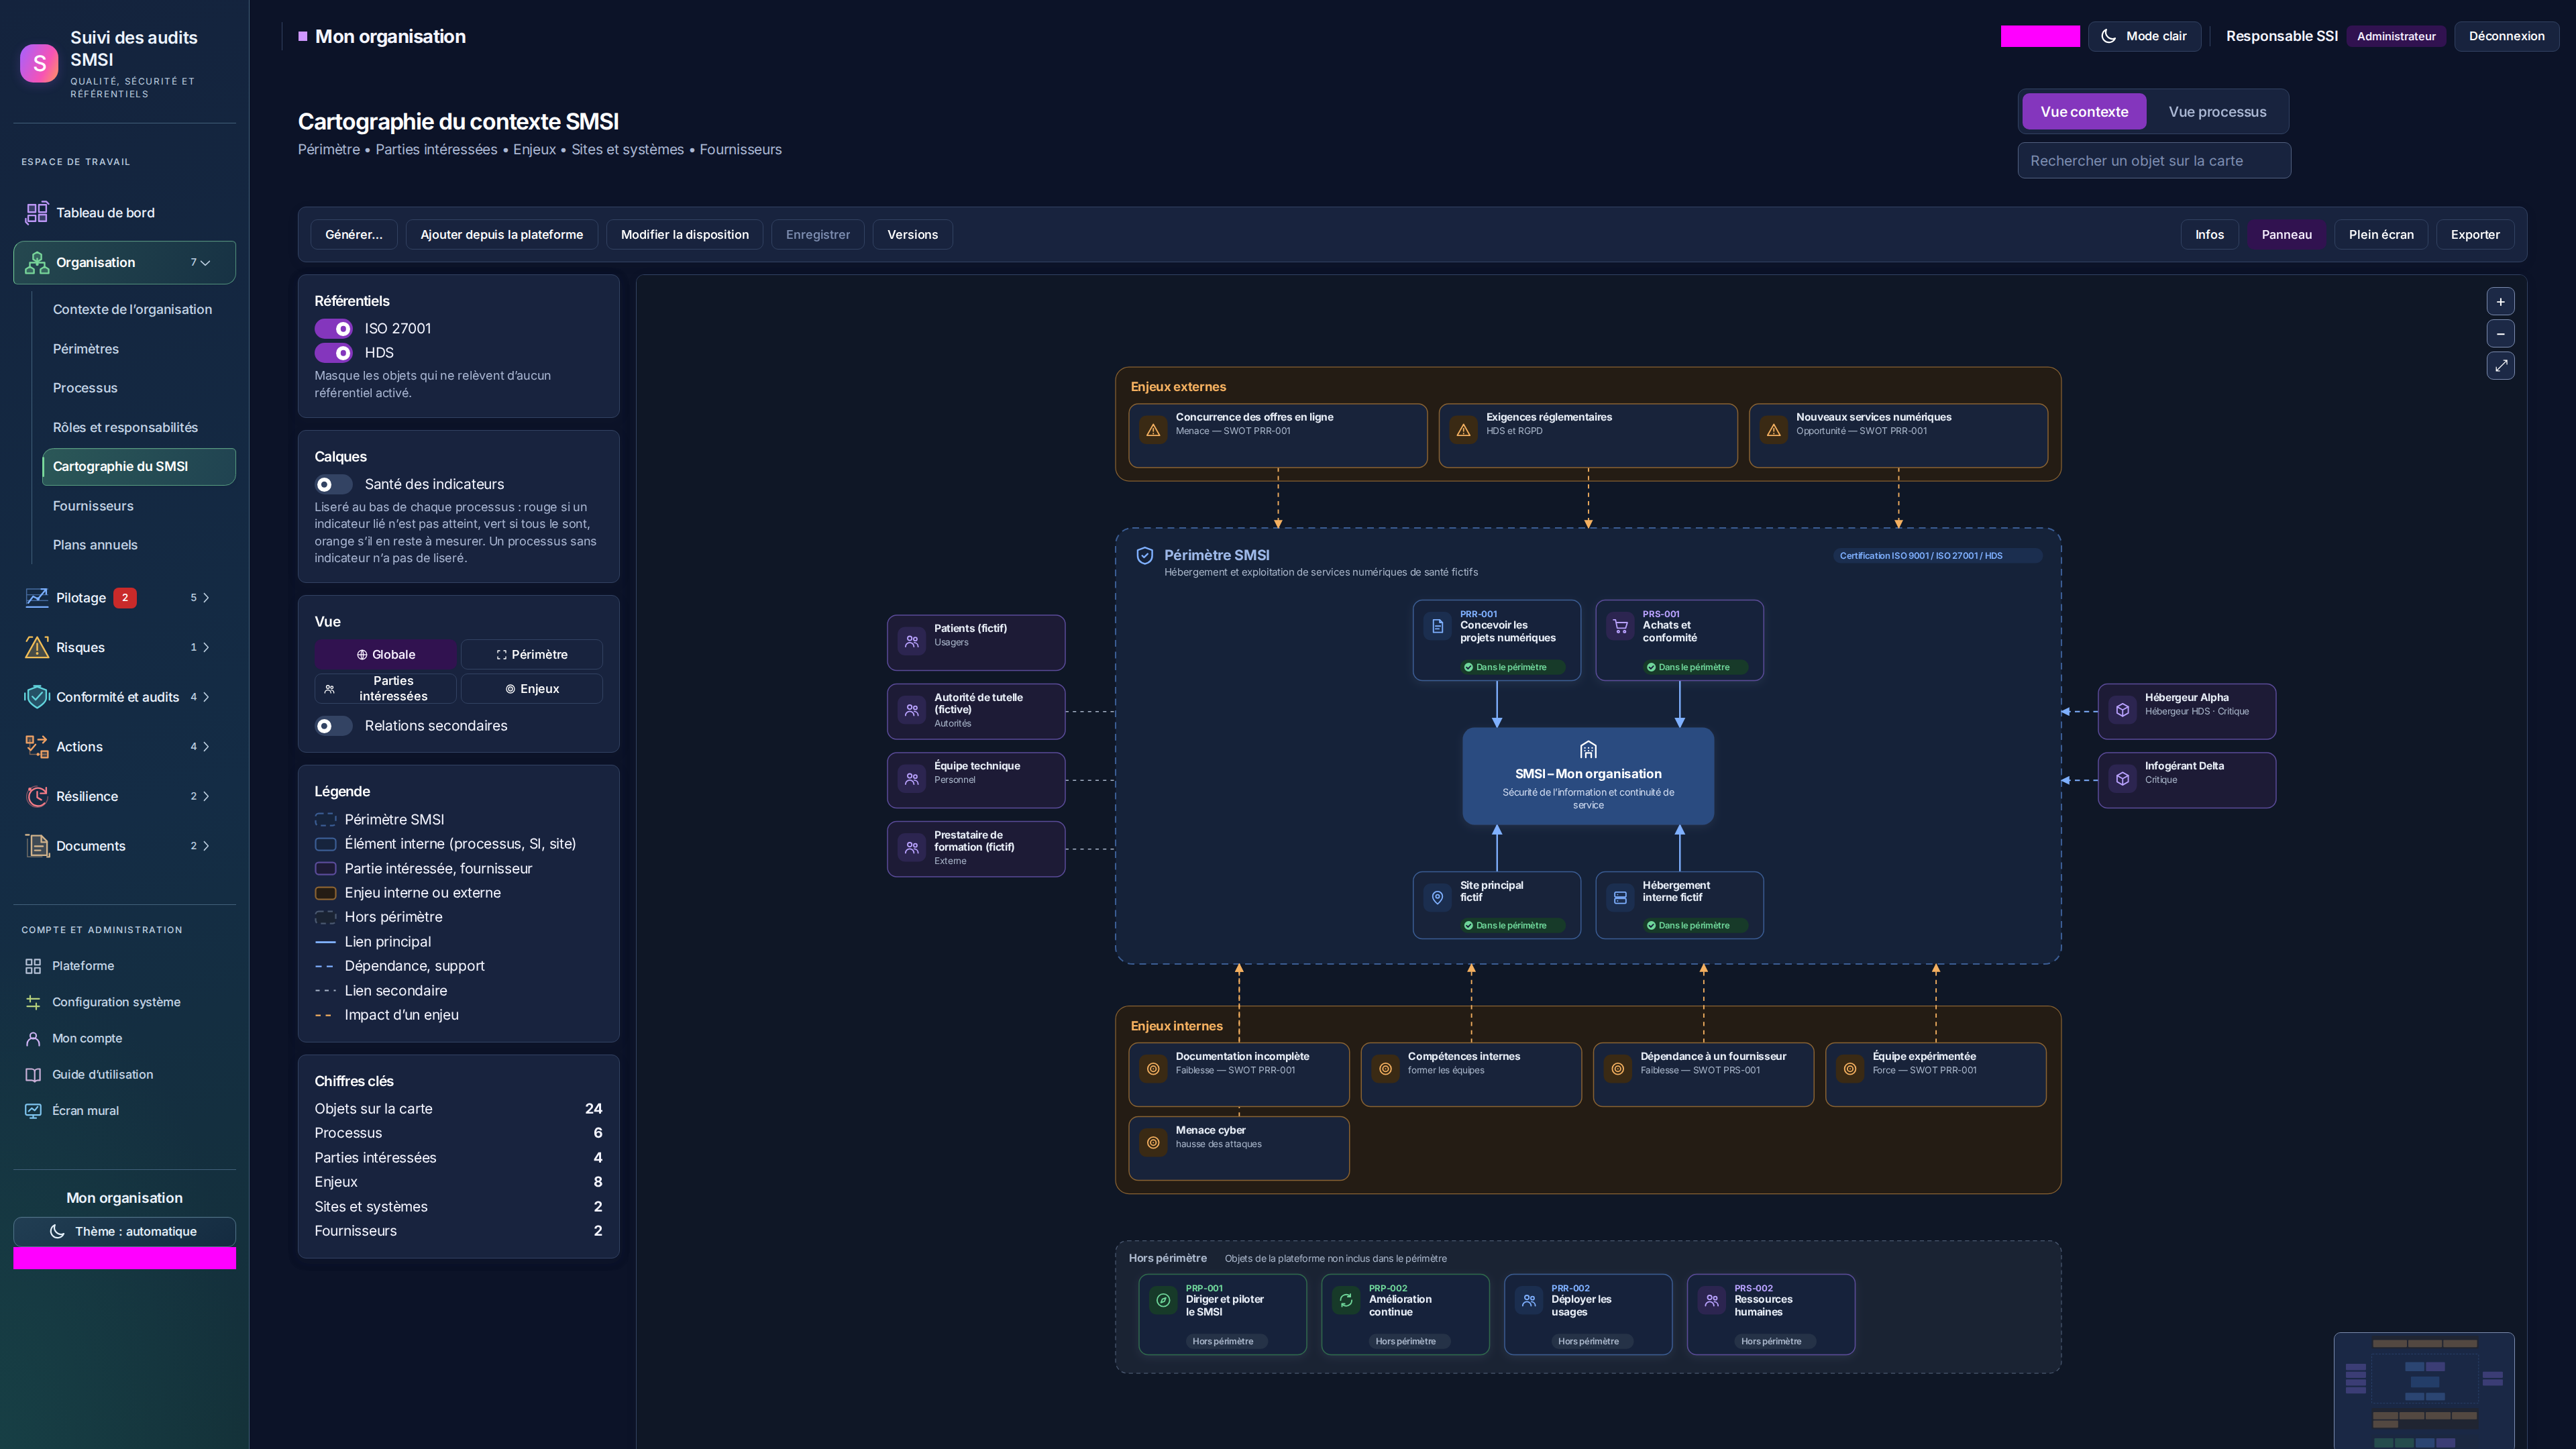 S
Suivi des audits
SMSI
QUALITÉ, SÉCURITÉ ET
RÉFÉRENTIELS
ESPACE DE TRAVAIL
Tableau de bord
Organisation 7
Contexte de l’organisation
Périmètres
Processus
Rôles et responsabilités
Cartographie du SMSI
Fournisseurs
Plans annuels
Pilotage 2 5
Risques 1
Conformité et audits 4
Actions 4
Résilience 2
Documents 2
COMPTE ET ADMINISTRATION
Plateforme
Configuration système
Mon compte
Guide d’utilisation
Écran mural
Mon organisation
Thème : automatique
Mon organisation
Mode clair
Responsable SSI
Administrateur
Déconnexion
Cartographie du contexte SMSI
Périmètre • Parties intéressées • Enjeux • Sites et systèmes • Fournisseurs
Vue contexte
Vue processus
Rechercher un objet sur la carte
Générer...
Ajouter depuis la plateforme
Modifier la disposition
Enregistrer
Versions
Infos
Panneau
Plein écran
Exporter
Référentiels
ISO 27001
HDS
Masque les objets qui ne relèvent d’aucun
référentiel activé.
Calques
Santé des indicateurs
Liseré au bas de chaque processus : rouge si un
indicateur lié n’est pas atteint, vert si tous le sont,
orange s’il en reste à mesurer. Un processus sans
indicateur n’a pas de liseré.
Vue
Globale
Périmètre
Parties
intéressées
Enjeux
Relations secondaires
Légende
Périmètre SMSI
Élément interne (processus, SI, site)
Partie intéressée, fournisseur
Enjeu interne ou externe
Hors périmètre
Lien principal
Dépendance, support
Lien secondaire
Impact d’un enjeu
Chiffres clés
Objets sur la carte 24
Processus 6
Parties intéressées 4
Enjeux 8
Sites et systèmes 2
Fournisseurs 2
+
−
Enjeux externes
Concurrence des offres en ligne
Menace — SWOT PRR-001
Exigences réglementaires
HDS et RGPD
Nouveaux services numériques
Opportunité — SWOT PRR-001
Périmètre SMSI
Hébergement et exploitation de services numériques de santé fictifs
Certification ISO 9001 / ISO 27001 / HDS
Patients (fictif)
Usagers
Autorité de tutelle
(fictive)
Autorités
Équipe technique
Personnel
Prestataire de
formation (fictif)
Externe
PRR-001
Concevoir les
projets numériques
Dans le périmètre
PRS-001
Achats et
conformité
Dans le périmètre
SMSI – Mon organisation
Sécurité de l’information et continuité de
service
Site principal
fictif
Dans le périmètre
Hébergement
interne fictif
Dans le périmètre
Hébergeur Alpha
Hébergeur HDS · Critique
Infogérant Delta
Critique
Enjeux internes
Documentation incomplète
Faiblesse — SWOT PRR-001
Compétences internes
former les équipes
Dépendance à un fournisseur
Faiblesse — SWOT PRS-001
Équipe expérimentée
Force — SWOT PRR-001
Menace cyber
hausse des attaques
Hors périmètre
Objets de la plateforme non inclus dans le périmètre
PRP-001
Diriger et piloter
le SMSI
Hors périmètre
PRP-002
Amélioration
continue
Hors périmètre
PRR-002
Déployer les
usages
Hors périmètre
PRS-002
Ressources
humaines
Hors périmètre